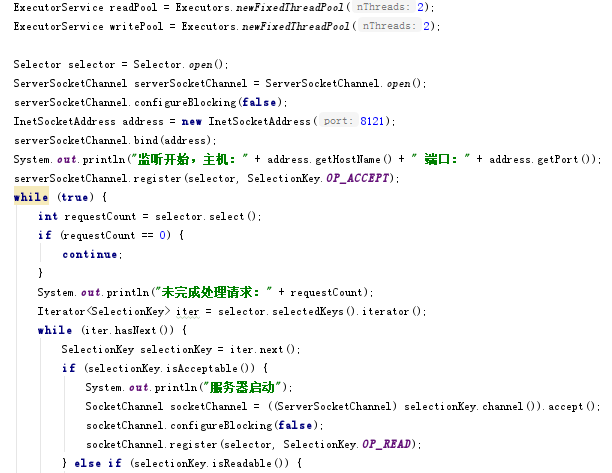 ExecutorService readPool = Executors.newFixedThreadPool( nThreads: 2);
ExecutorService writePool = Executors.newFixedThreadPool( nThreads: 2);
Selector selector = Selector.open();
ServerSocketChannel serverSocketChannel = ServerSocketChannel.open();
serverSocketChannel.configureBlocking(false);
InetSocketAddress address = new InetSocketAddress( port: 8121);
serverSocketChannel.bind(address);
System.out.println("监听开始，主机：" + address.getHostName() + " 端口：" + address.getPort());
serverSocketChannel.register(selector, SelectionKey.OP_ACCEPT);
while (true) {
int requestCount = selector.select();
if (requestCount == 0) {
continue;
}
System.out.println("未完成处理请求：" + requestCount);
Iterator<SelectionKey> iter = selector.selectedKeys().iterator();
while (iter.hasNext()) {
SelectionKey selectionKey = iter.next();
if (selectionKey.isAcceptable()) {
System.out.println("服务器启动");
SocketChannel socketChannel = ((ServerSocketChannel) selectionKey.channel()).accept();
socketChannel.configureBlocking(false);
socketChannel.register(selector, SelectionKey.OP_READ);
} else if (selectionKey.isReadable()) {